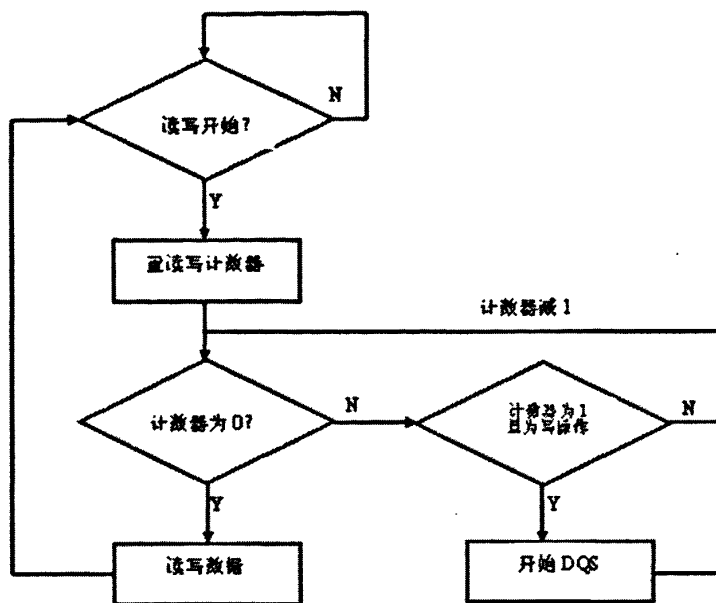 N
读写开始?
Y
置读写计数器
计数器减1
计数器为0?
N
计数器为1
且为写操作
N
Y
Y
读写数据
开始DQS